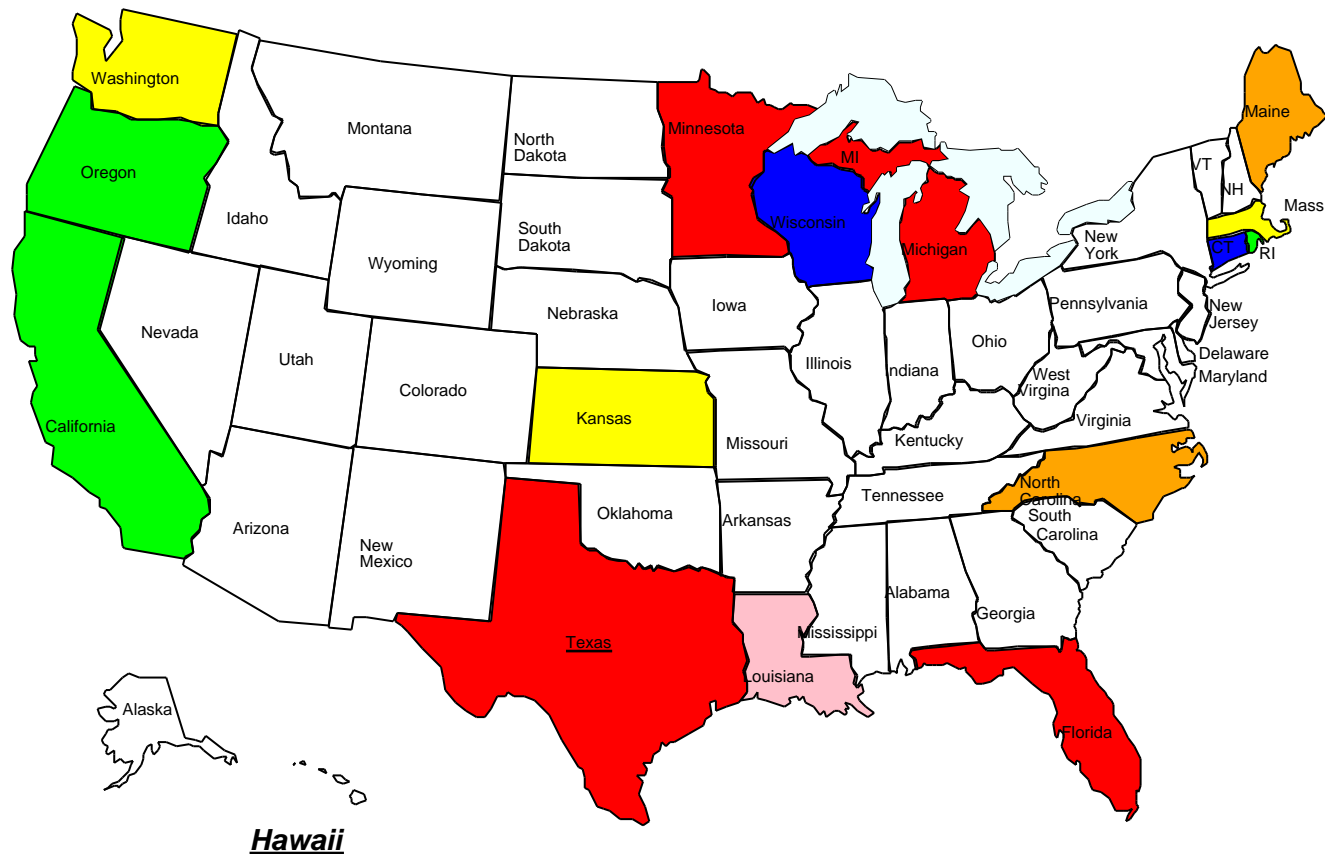 Washington
Montana
North
Dakota
Minnesota
MI
Maine
Oregon
Idaho
South
Dakota
Wisconsin
Michigan
VT
NH
Mass
New
York
CT
RI
Wyoming
Nebraska
Iowa
Pennsylvania
New
Jersey
Nevada
Utah
Colorado
Illinois
Indiana
Ohio
West
Virgina
Delaware
Maryland
California
Kansas
Missouri
Kentucky
Virginia
Arizona
New
Mexico
Oklahoma
Arkansas
Tennessee
North
Carolina
South
Carolina
Texas
Louisiana
Mississippi
Alabama
Georgia
Florida
Alaska
Hawaii